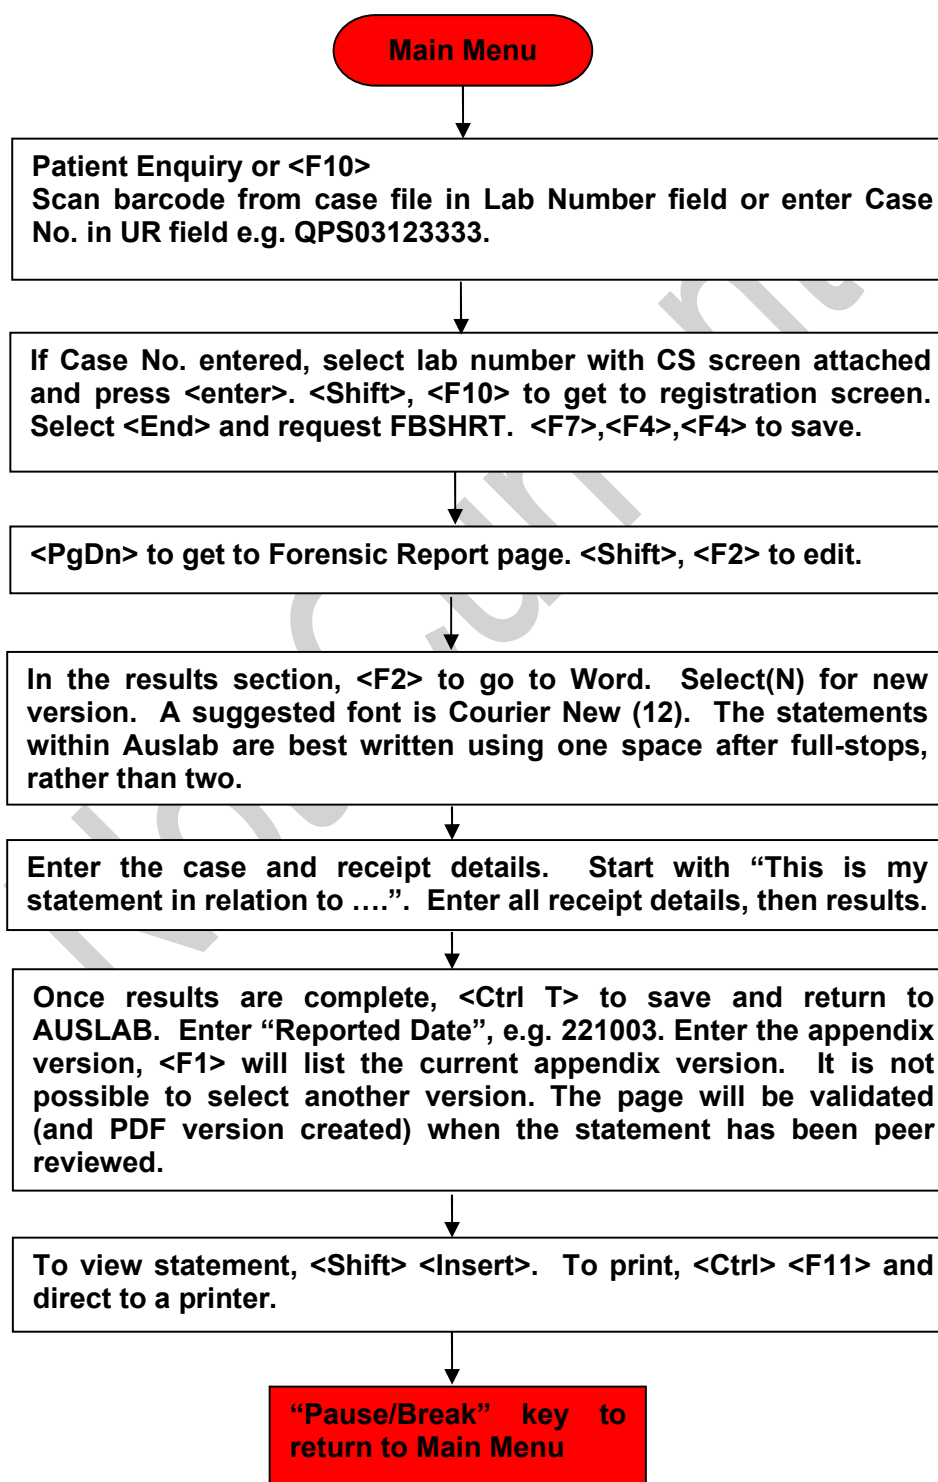 Main Menu
Patient Enquiry or <F10>
Scan barcode from case file in Lab Number field or enter Case
No. in UR field e.g. QPS03123333.
If Case No. entered, select lab number with CS screen attached
and press <enter>. <Shift>, <F10> to get to registration screen.
Select <End> and request FBSHRT. <F7>,<F4>,<F4> to save.
<PgDn> to get to Forensic Report page. <Shift>, <F2> to edit.
In the results section, <F2> to go to Word. Select(N) for new
version. A suggested font is Courier New (12). The statements
within Auslab are best written using one space after full-stops,
rather than two.
Enter the case and receipt details. Start with “This is my
statement in relation to ….”. Enter all receipt details, then results.
Once results are complete, <Ctrl T> to save and return to
AUSLAB. Enter “Reported Date”, e.g. 221003. Enter the appendix
version, <F1> will list the current appendix version. It is not
possible to select another version. The page will be validated
(and PDF version created) when the statement has been peer
reviewed.
To view statement, <Shift> <Insert>. To print, <Ctrl> <F11> and
direct to a printer.
“Pause/Break” key to
return to Main Menu